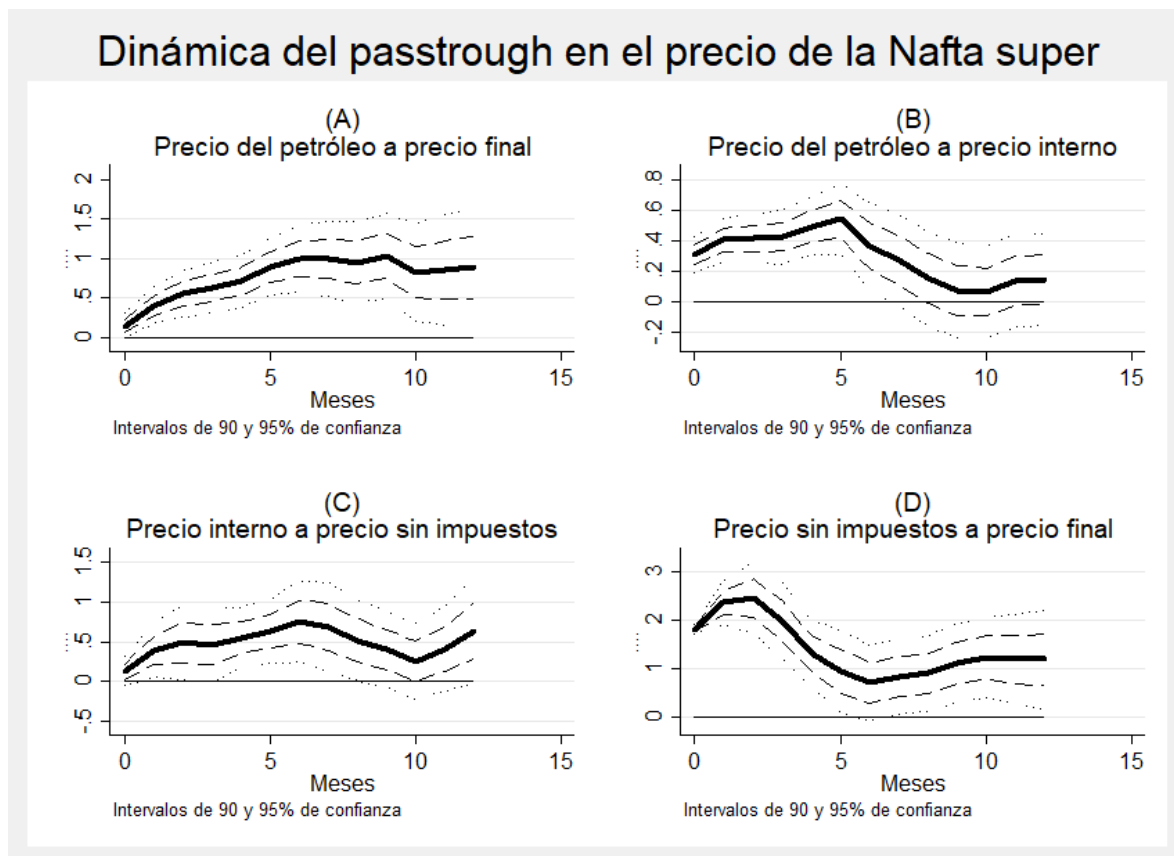 Dinámica del passtrough en el precio de la Nafta super
(A)
Precio del petróleo a precio final
0 .5 1 1.5 2
0 5 10 15
Meses
Intervalos de 90 y 95% de confianza
(B)
Precio del petróleo a precio interno
-.2 0 .2 .4 .6 .8
0 5 10 15
Meses
Intervalos de 90 y 95% de confianza
(C)
Precio interno a precio sin impuestos
-.5 0 .5 1 1.5
0 5 10 15
Meses
Intervalos de 90 y 95% de confianza
(D)
Precio sin impuestos a precio final
0 1 2 3
0 5 10 15
Meses
Intervalos de 90 y 95% de confianza